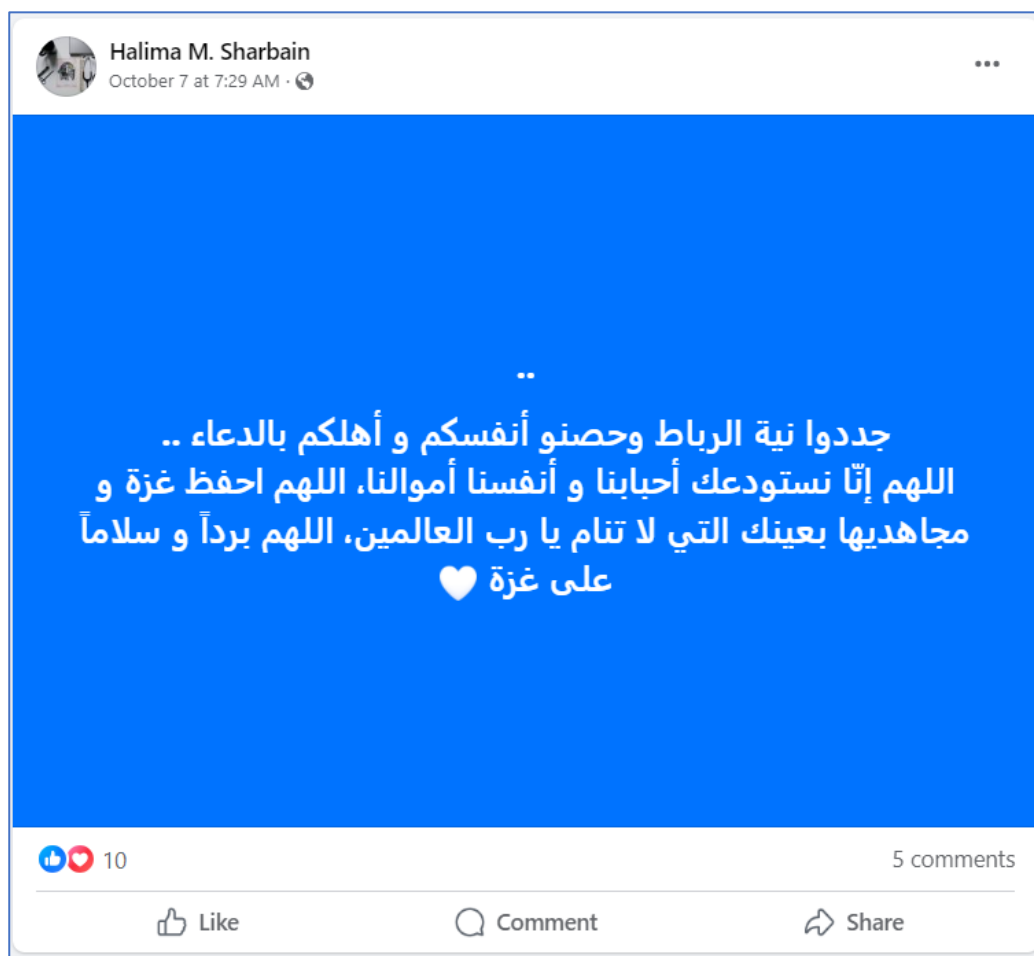 Halima M. Sharbain
October 7 at 7:29 AM ·
..
جددوا نية الرباط وحصنو أنفسكم و أهلكم بالدعاء ..
اللهم إنّا نستودعك أحبابنا و أنفسنا أموالنا، اللهم احفظ غزة و
مجاهديها بعينك التي لا تنام يا رب العالمين، اللهم برداً و سلاماً
على غزة 🤍
10
5 comments
Like
Comment
Share